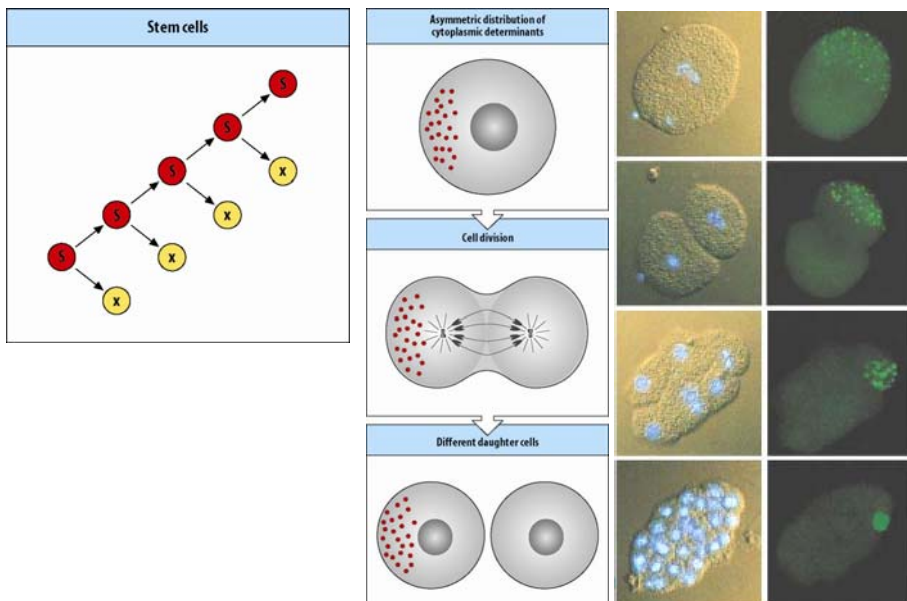 Stem cells
S
S
X
S
X
S
X
S
X
Asymmetric distribution of
cytoplasmic determinants
Cell division
Different daughter cells